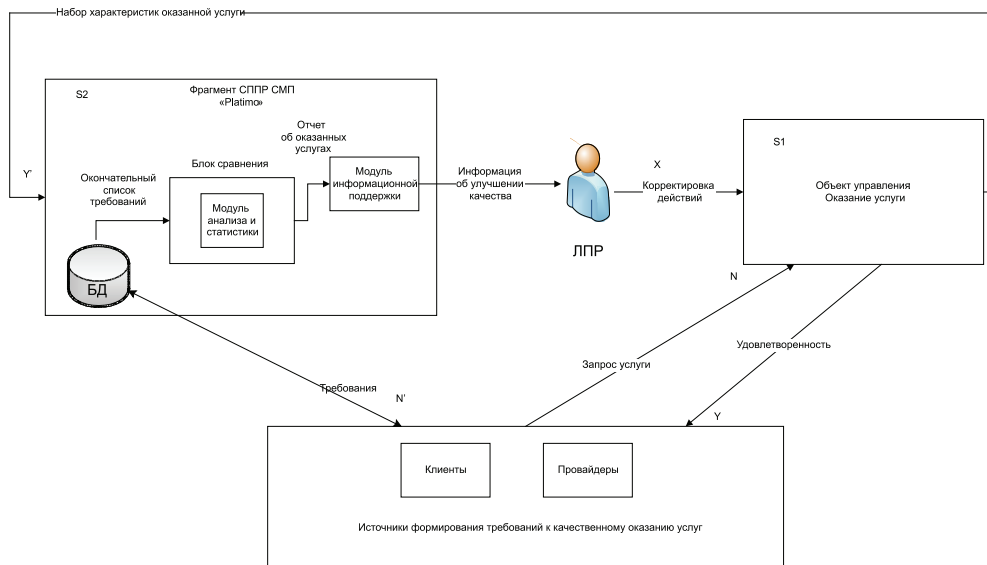 Набор характеристик оказанной услуги
S2
Фрагмент СППР СМП
«Platimo»
Y'
Окончательный
список
требований
Блок сравнения
Модуль
анализа и
статистики
Отчет
об оказанных
услугах
Модуль
информационной
поддержки
БД
Информация
об улучшении
качества
ЛПР
X
Корректировка
действий
S1
Объект управления
Оказание услуги
N
Запрос услуги
Удовлетворенность
Y
Требования
N'
Клиенты
Провайдеры
Источники формирования требований к качественному оказанию услуг